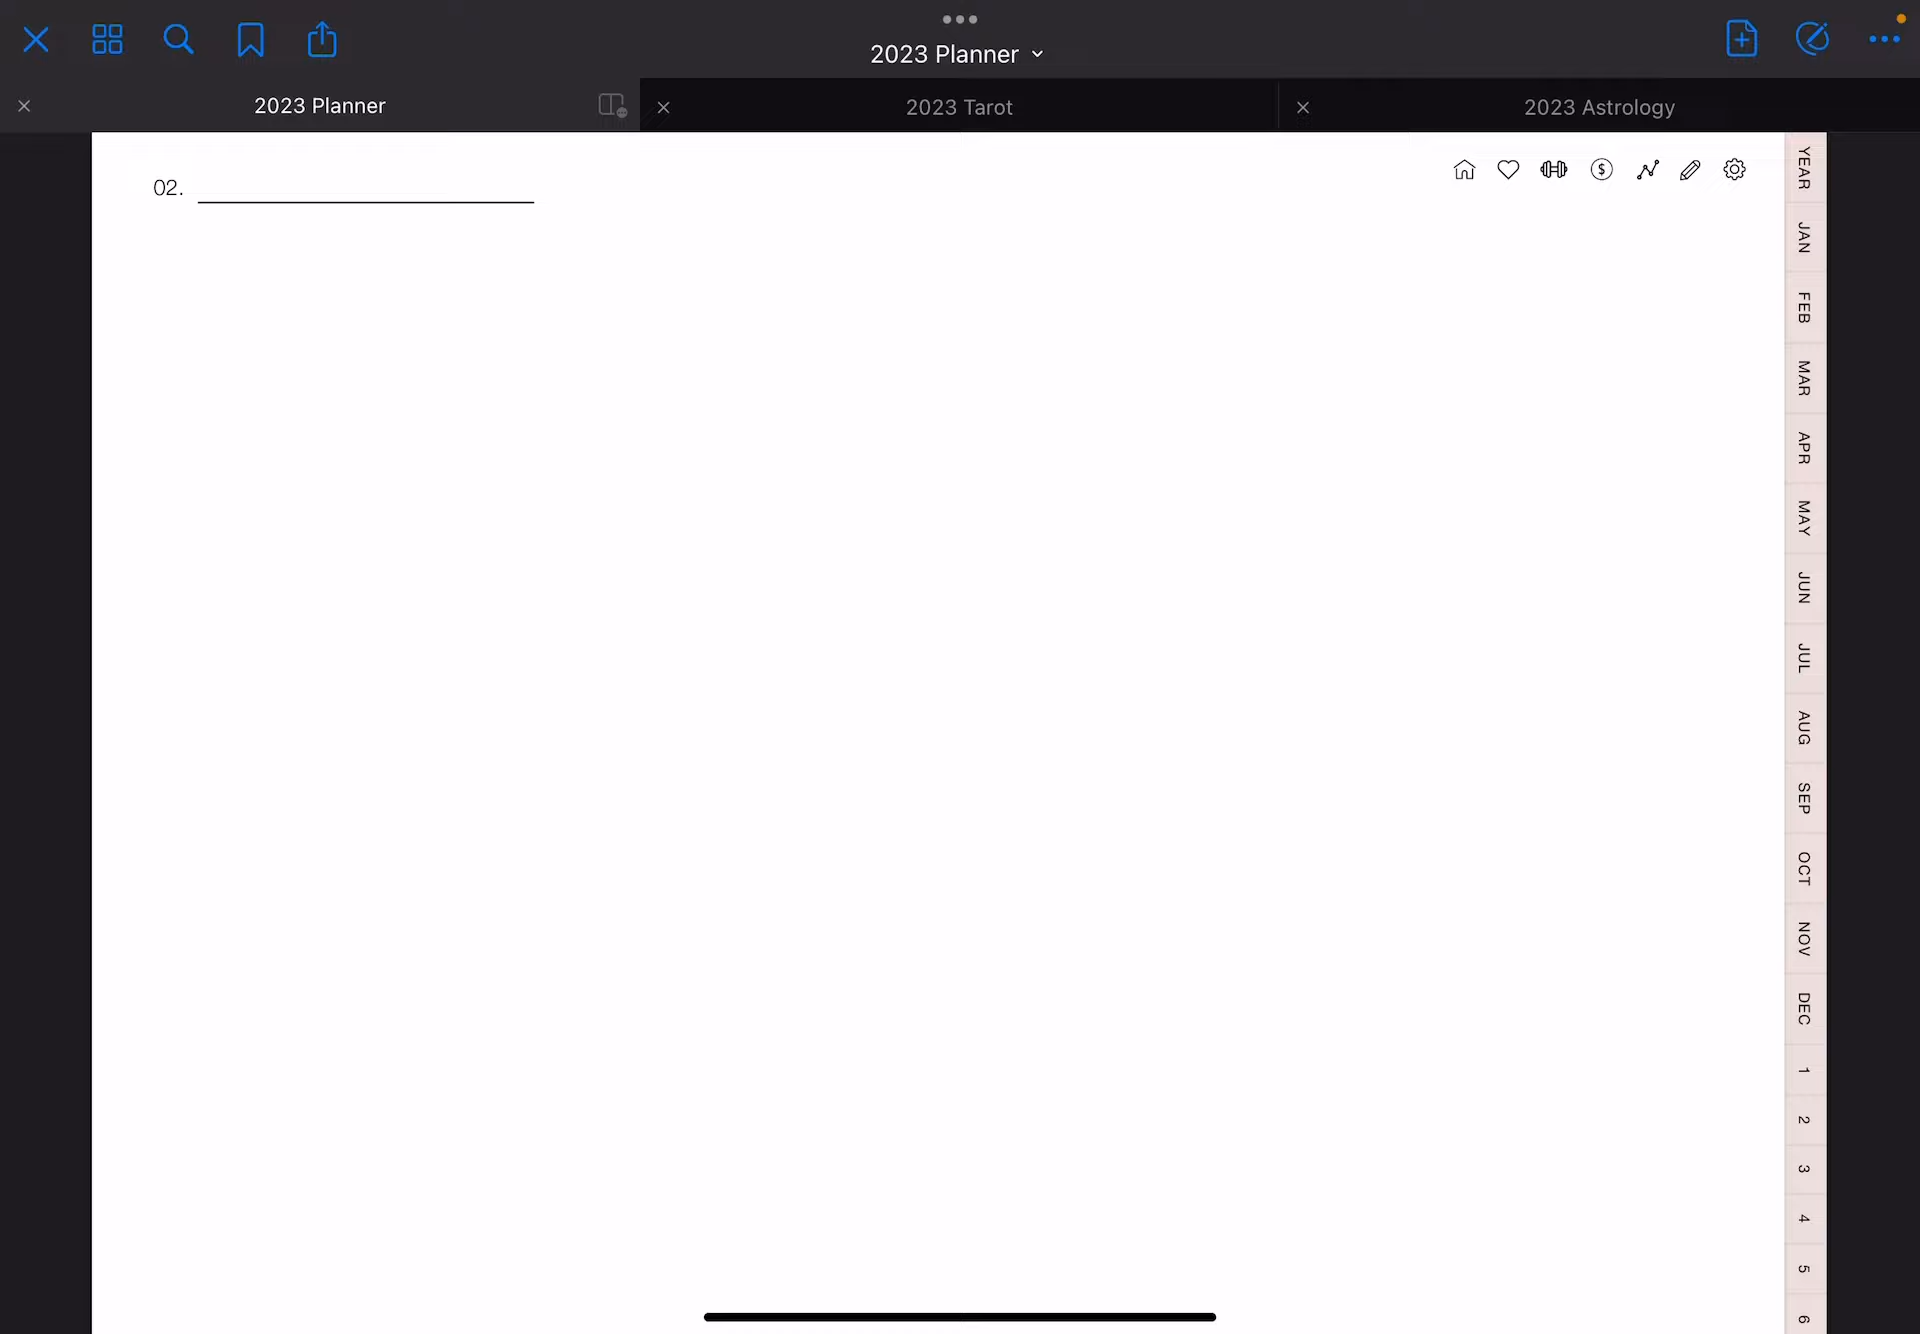 2023 Planner
2023 Planner
2023 Tarot
2023 Astrology
02.
YEAR
JAN
FEB
MAR
APR
MAY
JUN
JUL
AUG
SEP
OCT
NOV
DEC
1
2
3
4
5
6